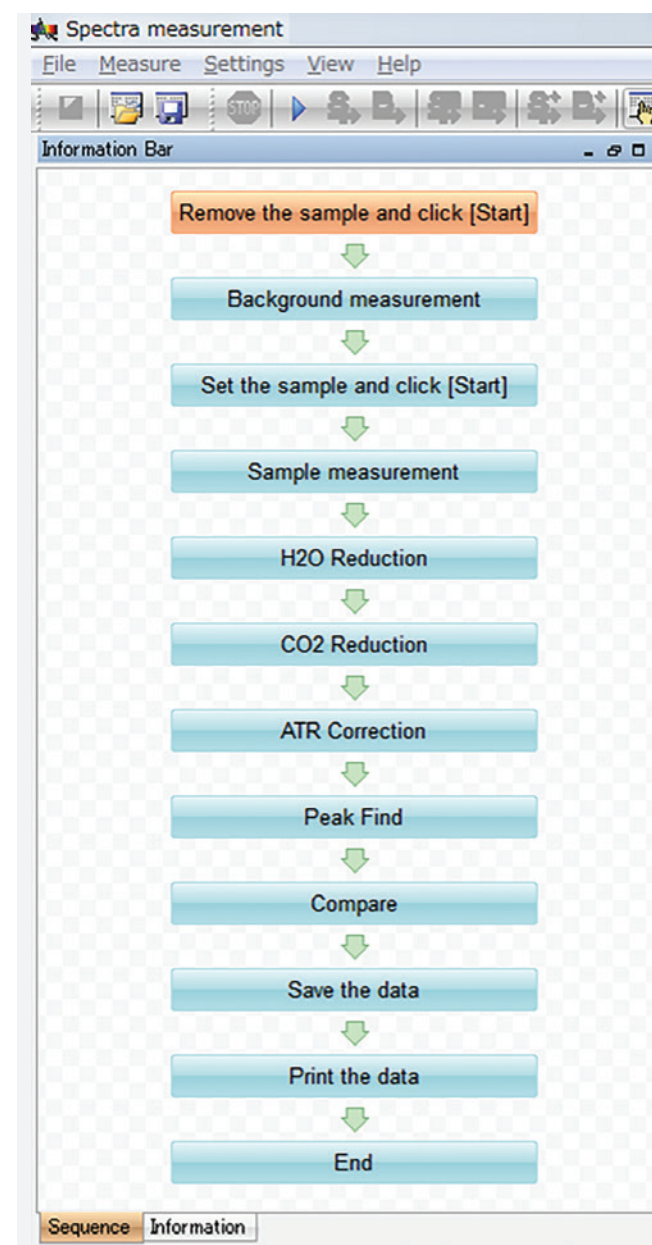 Spectra measurement
File Measure Settings View Help
STOP
Information Bar
Remove the sample and click [Start]
Background measurement
Set the sample and click [Start]
Sample measurement
H2O Reduction
CO2 Reduction
ATR Correction
Peak Find
Compare
Save the data
Print the data
End
Sequence Information